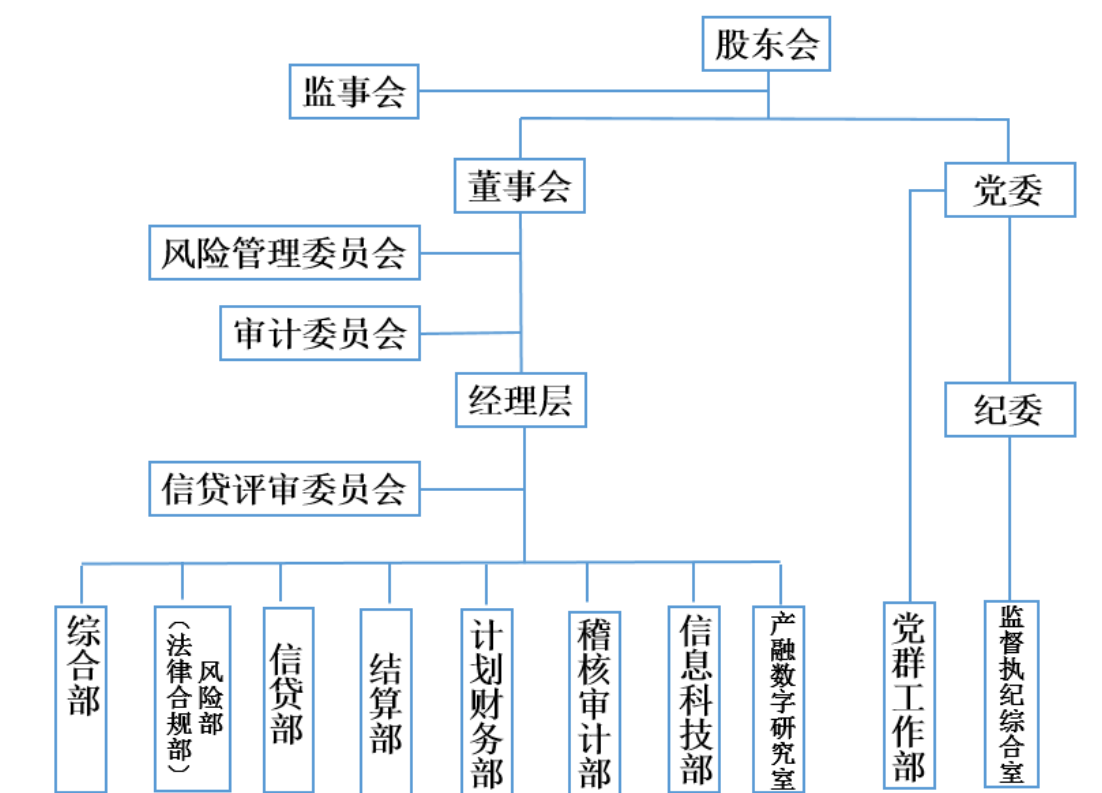 股东会
监事会
董事会
党委
风险管理委员会
审计委员会
经理层
纪委
信贷评审委员会
综合部
风险部
（法律合规部）
信贷部
结算部
计划财务部
稽核审计部
信息科技部
产融数字研究室
党群工作部
监督执纪综合室